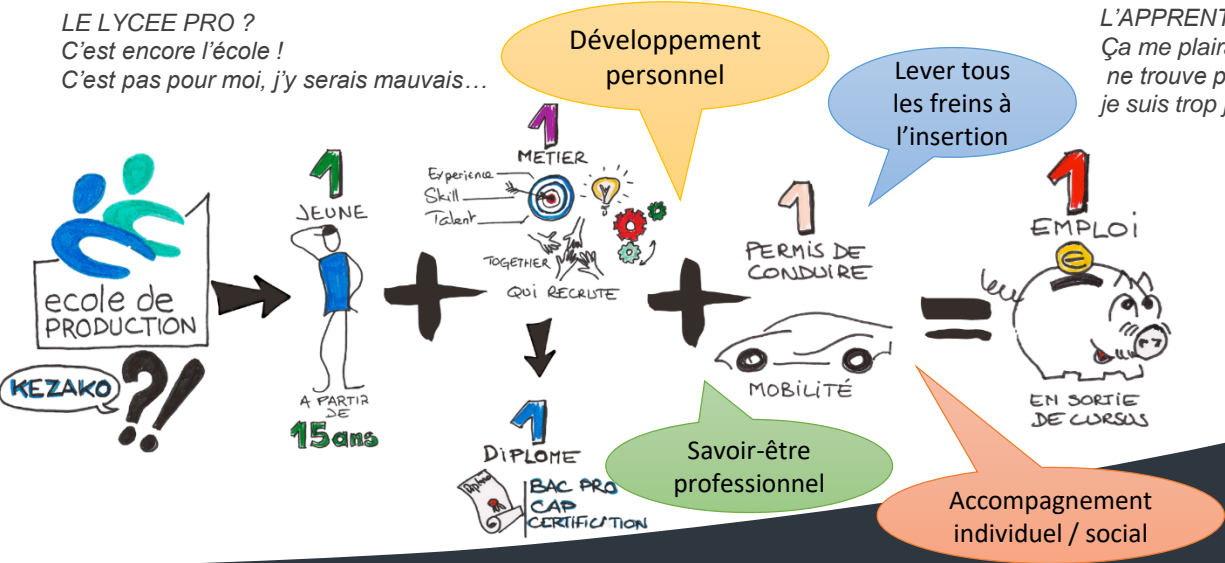 LE LYCEE PRO ?
C'est encore l'école !
C'est pas pour moi, j'y serais mauvais…
Développement
personnel
Lever tous
les freins à
l'insertion
L'APPRENT
Ça me plaira
ne trouve p
je suis trop j
ecole de
PRODUCTION
KEZAKO
?!
1
JEUNE
A PARTIR
DE
15ans
1
METIER
Experience
Skill
Talent
TOGETHER
QUI RECRUTE
1
DIPLOME
Diplome
BAC PRO
CAP
CERTIFICATION
1
PERMIS DE
CONDUIRE
MOBILITÉ
1
EMPLOI
€
EN SORTIE
DE CURSUS
Savoir-être
professionnel
Accompagnement
individuel / social